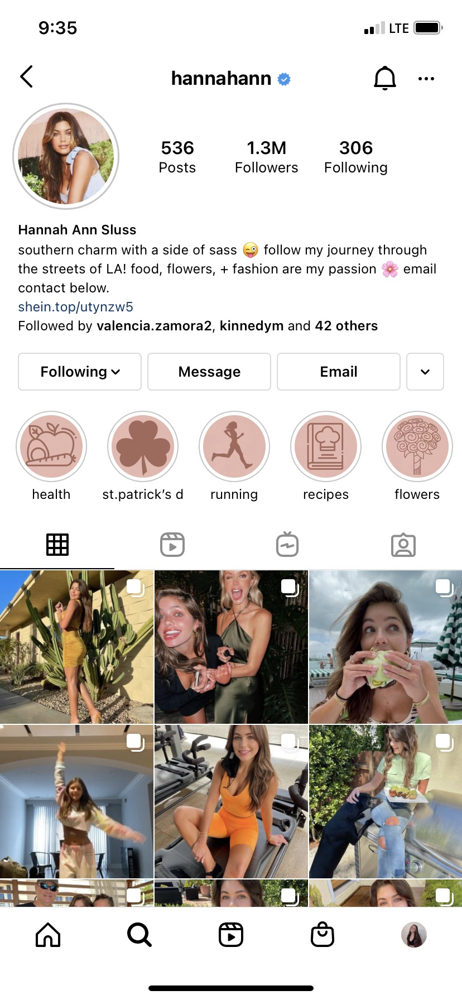 9:35
LTE
hannahann
536
Posts
1.3M
Followers
306
Following
Hannah Ann Sluss
southern charm with a side of sass 😜 follow my journey through
the streets of LA! food, flowers, + fashion are my passion 🌸 email
contact below.
shein.top/utynzw5
Followed by valencia.zamora2, kinnedym and 42 others
Following
Message
Email
health
st.patrick's d
running
recipes
flowers